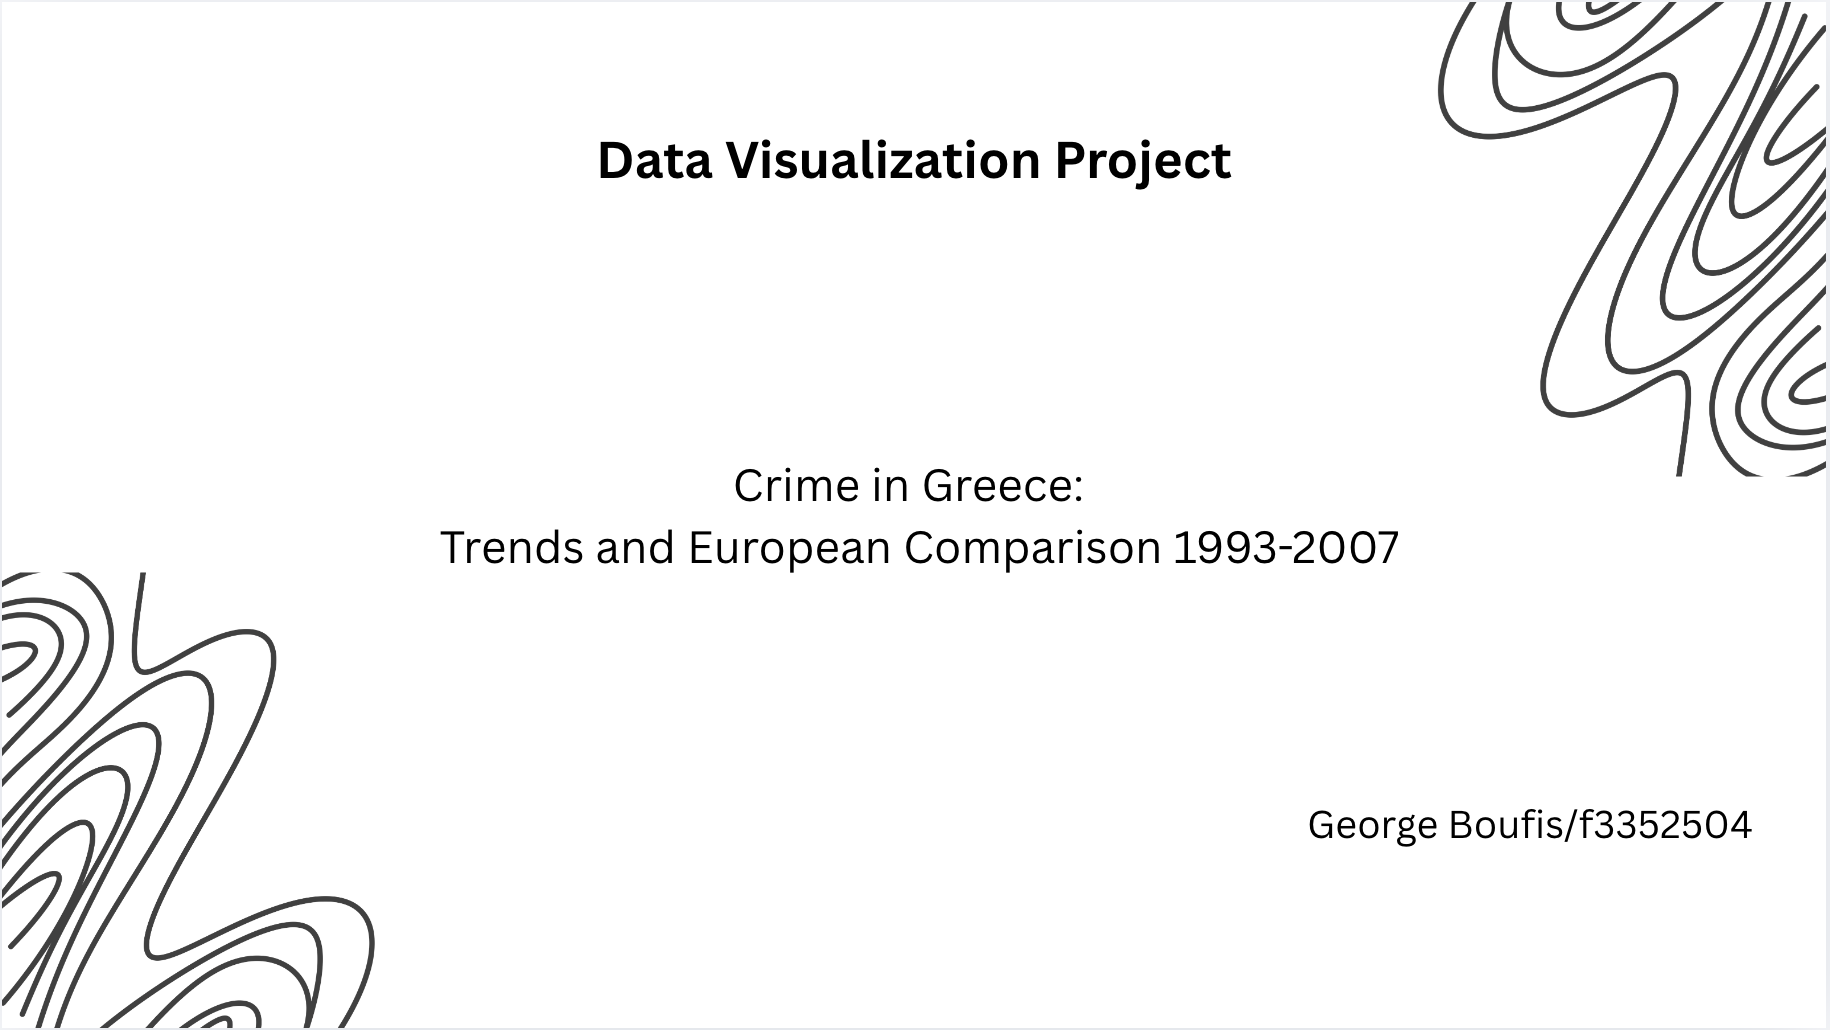 Data Visualization Project
Crime in Greece:
Trends and European Comparison 1993-2007
George Boufis/f3352504